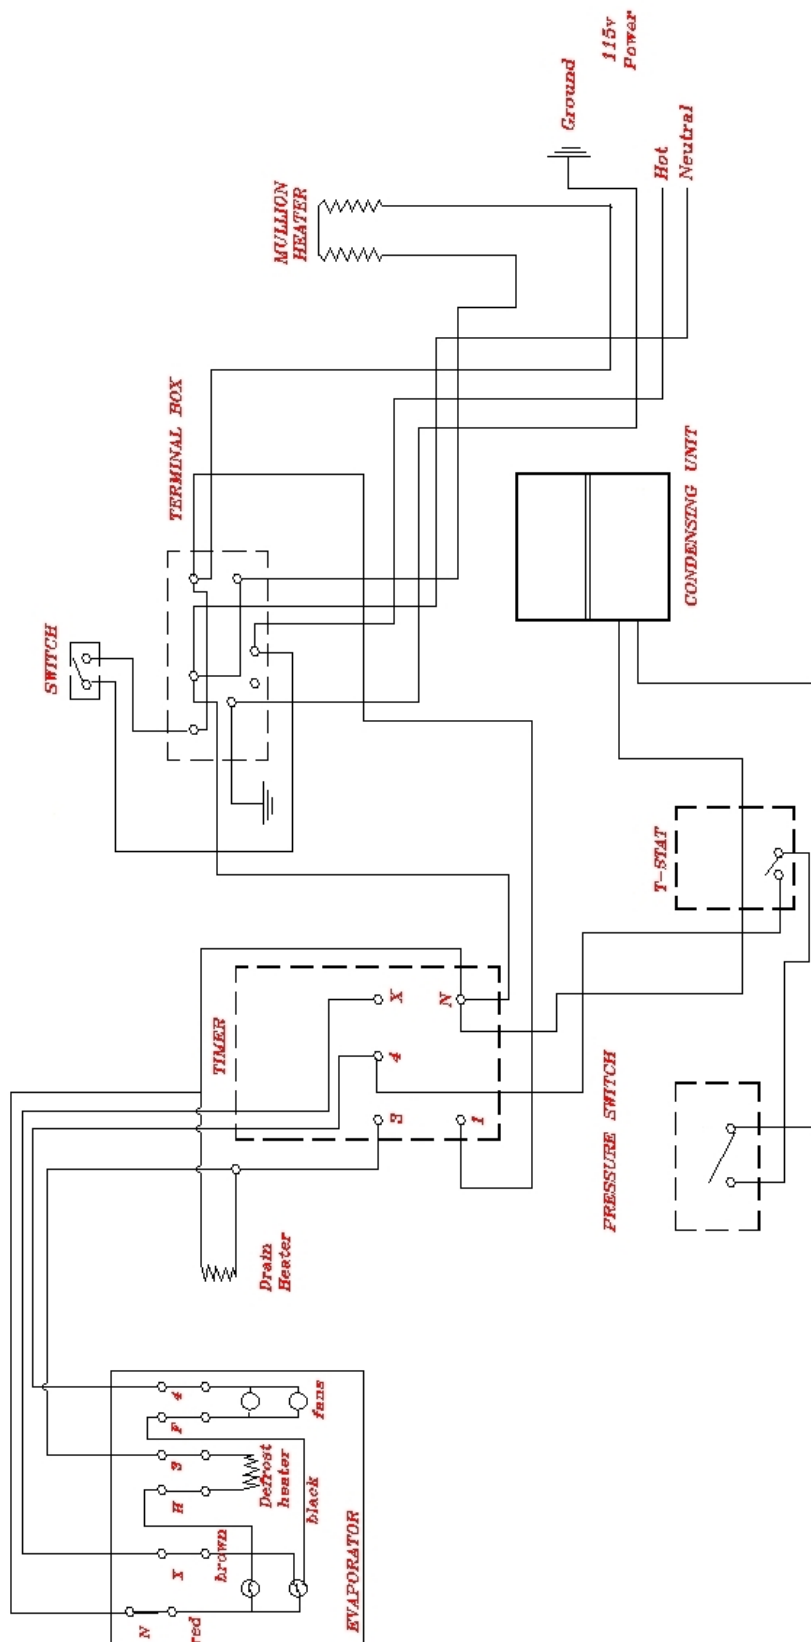 115v
Power
Ground
Hot
Neutral
MULLION
HEATER
TERMINAL BOX
CONDENSING UNIT
SWITCH
T-STAT
TIMER
X
N
4
3
1
PRESSURE SWITCH
Drain
Heater
4
F
fans
3
H
Defrost
heater
black
X
brown
EVAPORATOR
N
red